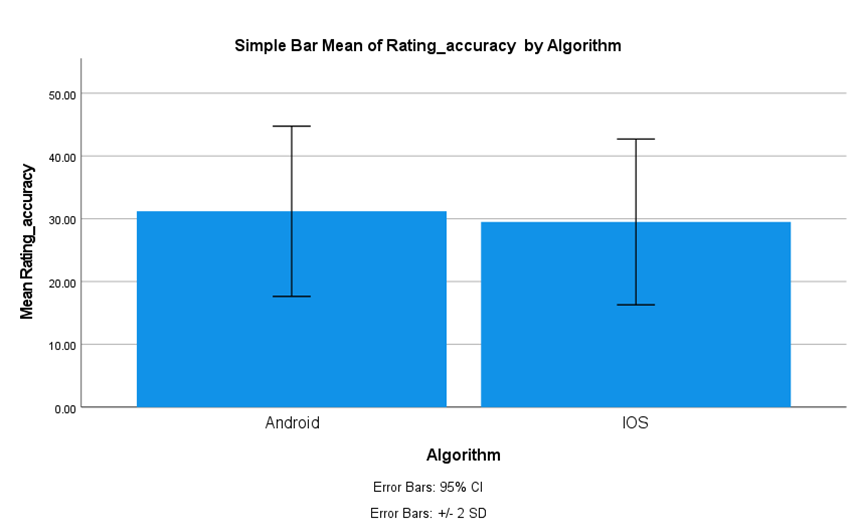 Simple Bar Mean of Rating_accuracy by Algorithm
50.00
40.00
30.00
20.00
10.00
0.00
Mean Rating_accuracy
Android
IOS
Algorithm
Error Bars: 95% CI
Error Bars: +/- 2 SD